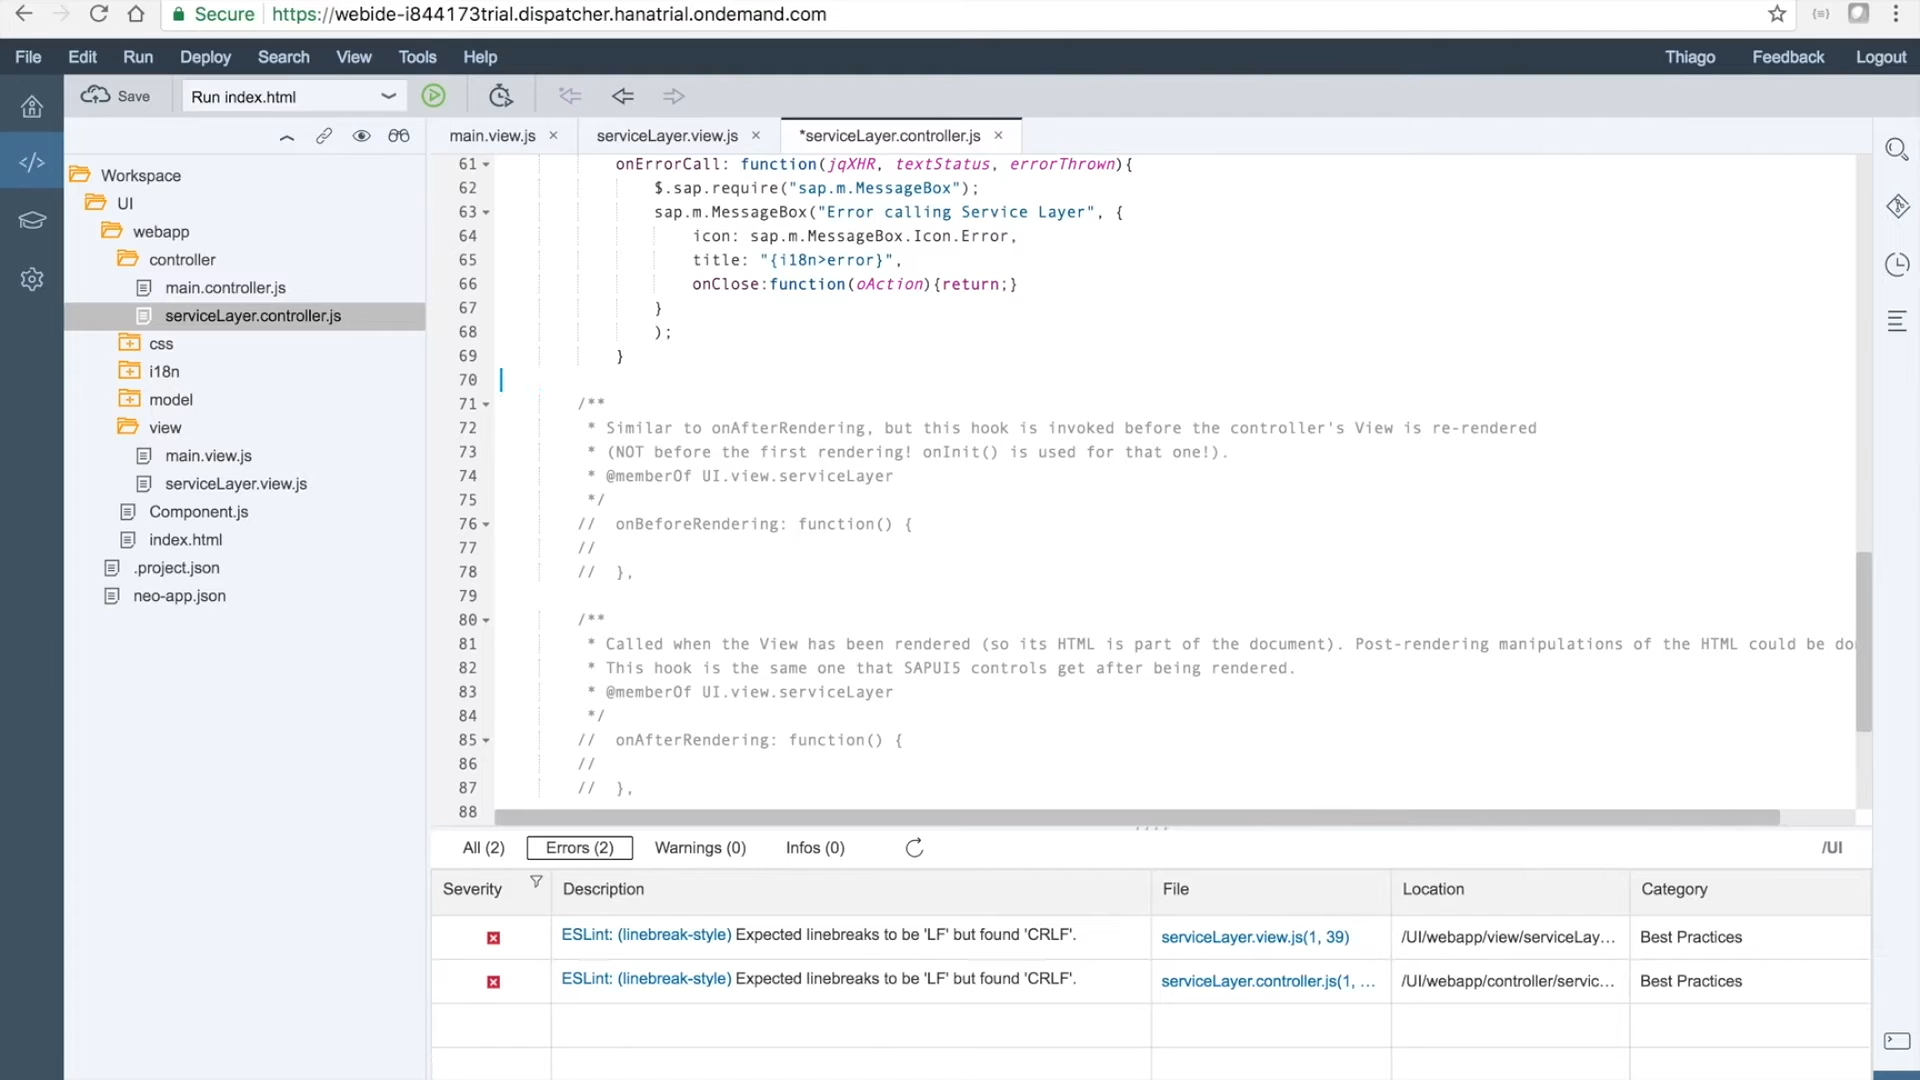 Secure https://webide-i844173trial.dispatcher.hanatrial.ondemand.com
File Edit Run Deploy Search View Tools Help Thiago Feedback Logout
Save Run index.html
main.view.js × serviceLayer.view.js × *serviceLayer.controller.js ×
Workspace
UI
webapp
controller
main.controller.js
serviceLayer.controller.js
css
i18n
model
view
main.view.js
serviceLayer.view.js
Component.js
index.html
.project.json
neo-app.json
61 onErrorCall: function(jqXHR, textStatus, errorThrown){
62 $.sap.require("sap.m.MessageBox");
63 sap.m.MessageBox("Error calling Service Layer", {
64 icon: sap.m.MessageBox.Icon.Error,
65 title: "{i18n>error}",
66 onClose:function(oAction){return;}
67 }
68 );
69 }
70
71 /**
72 * Similar to onAfterRendering, but this hook is invoked before the controller's View is re-rendered
73 * (NOT before the first rendering! onInit() is used for that one!).
74 * @memberOf UI.view.serviceLayer
75 */
76 // onBeforeRendering: function() {
77 //
78 // },
79
80 /**
81 * Called when the View has been rendered (so its HTML is part of the document). Post-rendering manipulations of the HTML could be do
82 * This hook is the same one that SAPUI5 controls get after being rendered.
83 * @memberOf UI.view.serviceLayer
84 */
85 // onAfterRendering: function() {
86 //
87 // },
88
All (2) Errors (2) Warnings (0) Infos (0) /UI
Severity Description File Location Category
ESLint: (linebreak-style) Expected linebreaks to be 'LF' but found 'CRLF'. serviceLayer.view.js(1, 39) /UI/webapp/view/serviceLay... Best Practices
ESLint: (linebreak-style) Expected linebreaks to be 'LF' but found 'CRLF'. serviceLayer.controller.js(1, ... /UI/webapp/controller/servic... Best Practices